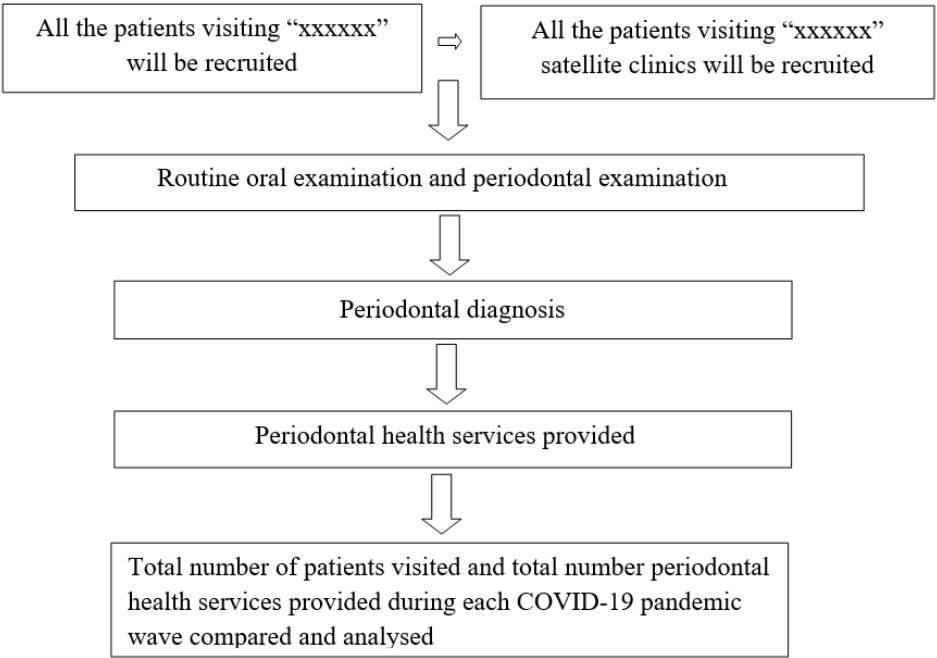 All the patients visiting “xxxxxx”
will be recruited
All the patients visiting “xxxxxx”
satellite clinics will be recruited
Routine oral examination and periodontal examination
Periodontal diagnosis
Periodontal health services provided
Total number of patients visited and total number periodontal
health services provided during each COVID-19 pandemic
wave compared and analysed